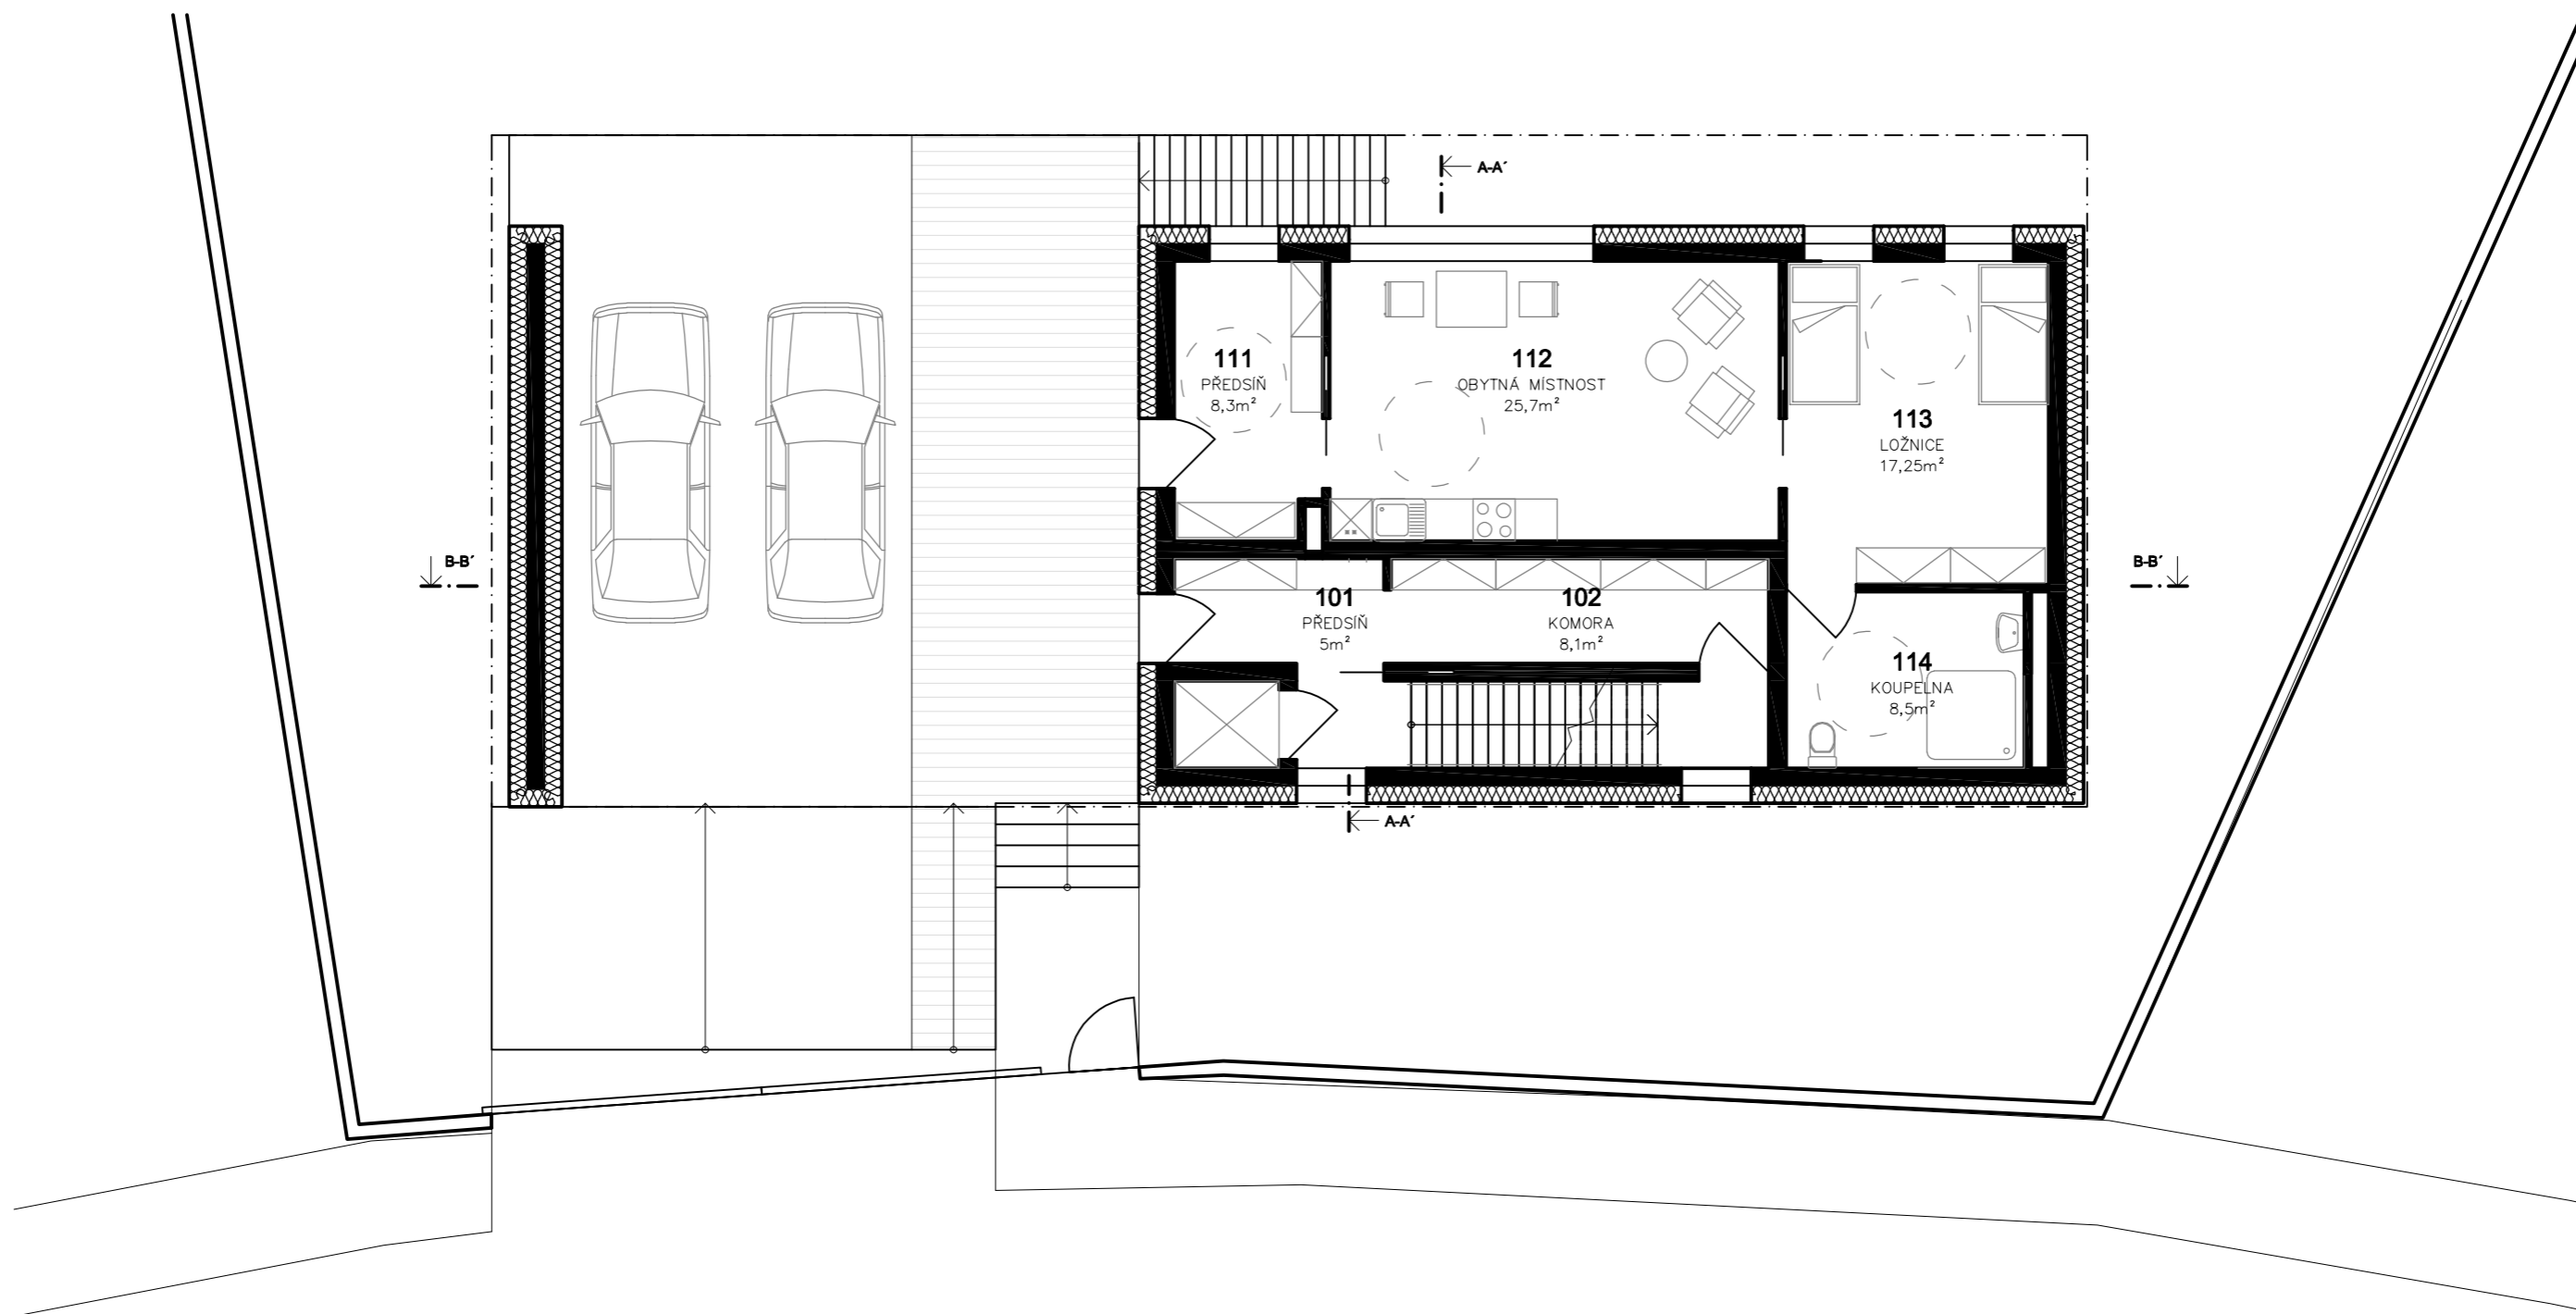 A-A´
111
PŘEDSÍŇ
8,3m²
112
OBYTNÁ MÍSTNOST
25,7m²
113
LOŽNICE
17,25m²
B-B´
B-B´
101
PŘEDSÍŇ
5m²
102
KOMORA
8,1m²
114
KOUPELNA
8,5m²
A-A´